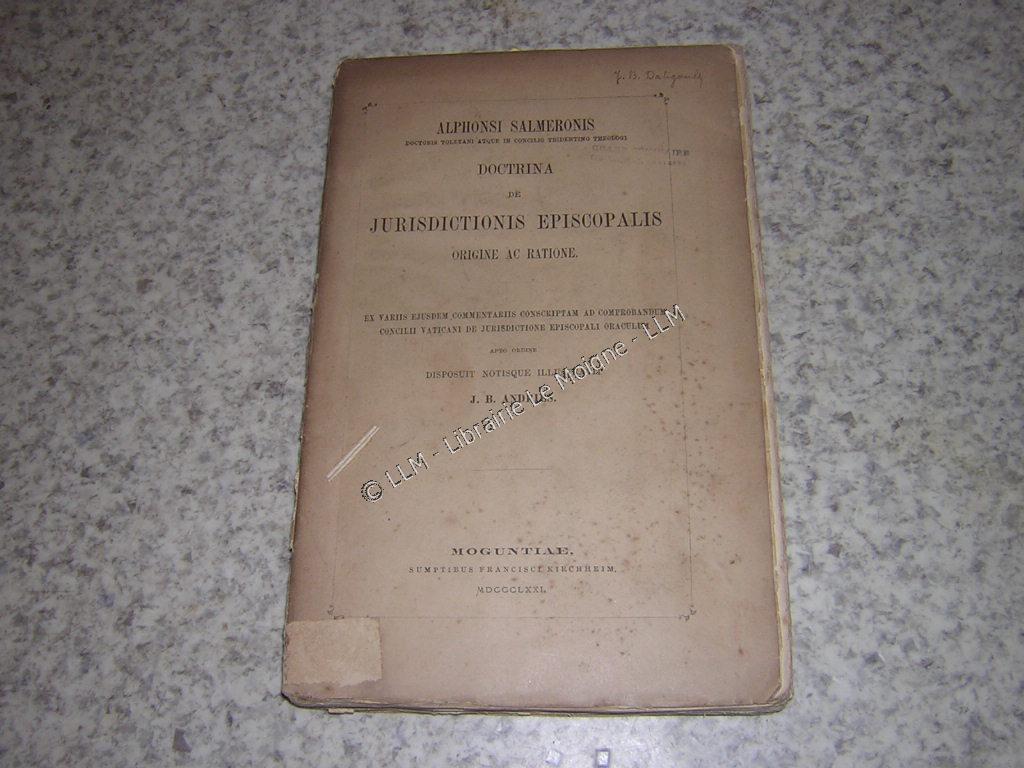 J. B. Daligault
ALPHONSI SALMERONIS
DOCTORIS TOLETANI ATQUE IN CONCILIO TRIDENTINO THEOLOGI
DOCTRINA
DE
JURISDICTIONIS EPISCOPALIS
ORIGINE AC RATIONE.
EX VARIIS EJUSDEM COMMENTARIIS CONSCRIPTAM AD COMPROBANDUM
CONCILII VATICANI DE JURISDICTIONE EPISCOPALI ORACULUM
APTO ORDINE
DISPOSUIT NOTISQUE
J. B.
© LLM - Librairie Le Moigne - LLM
MOGUNTIAE,
SUMPTIBUS FRANCISCI KIRCHHEIM.
MDCCCLXXI.